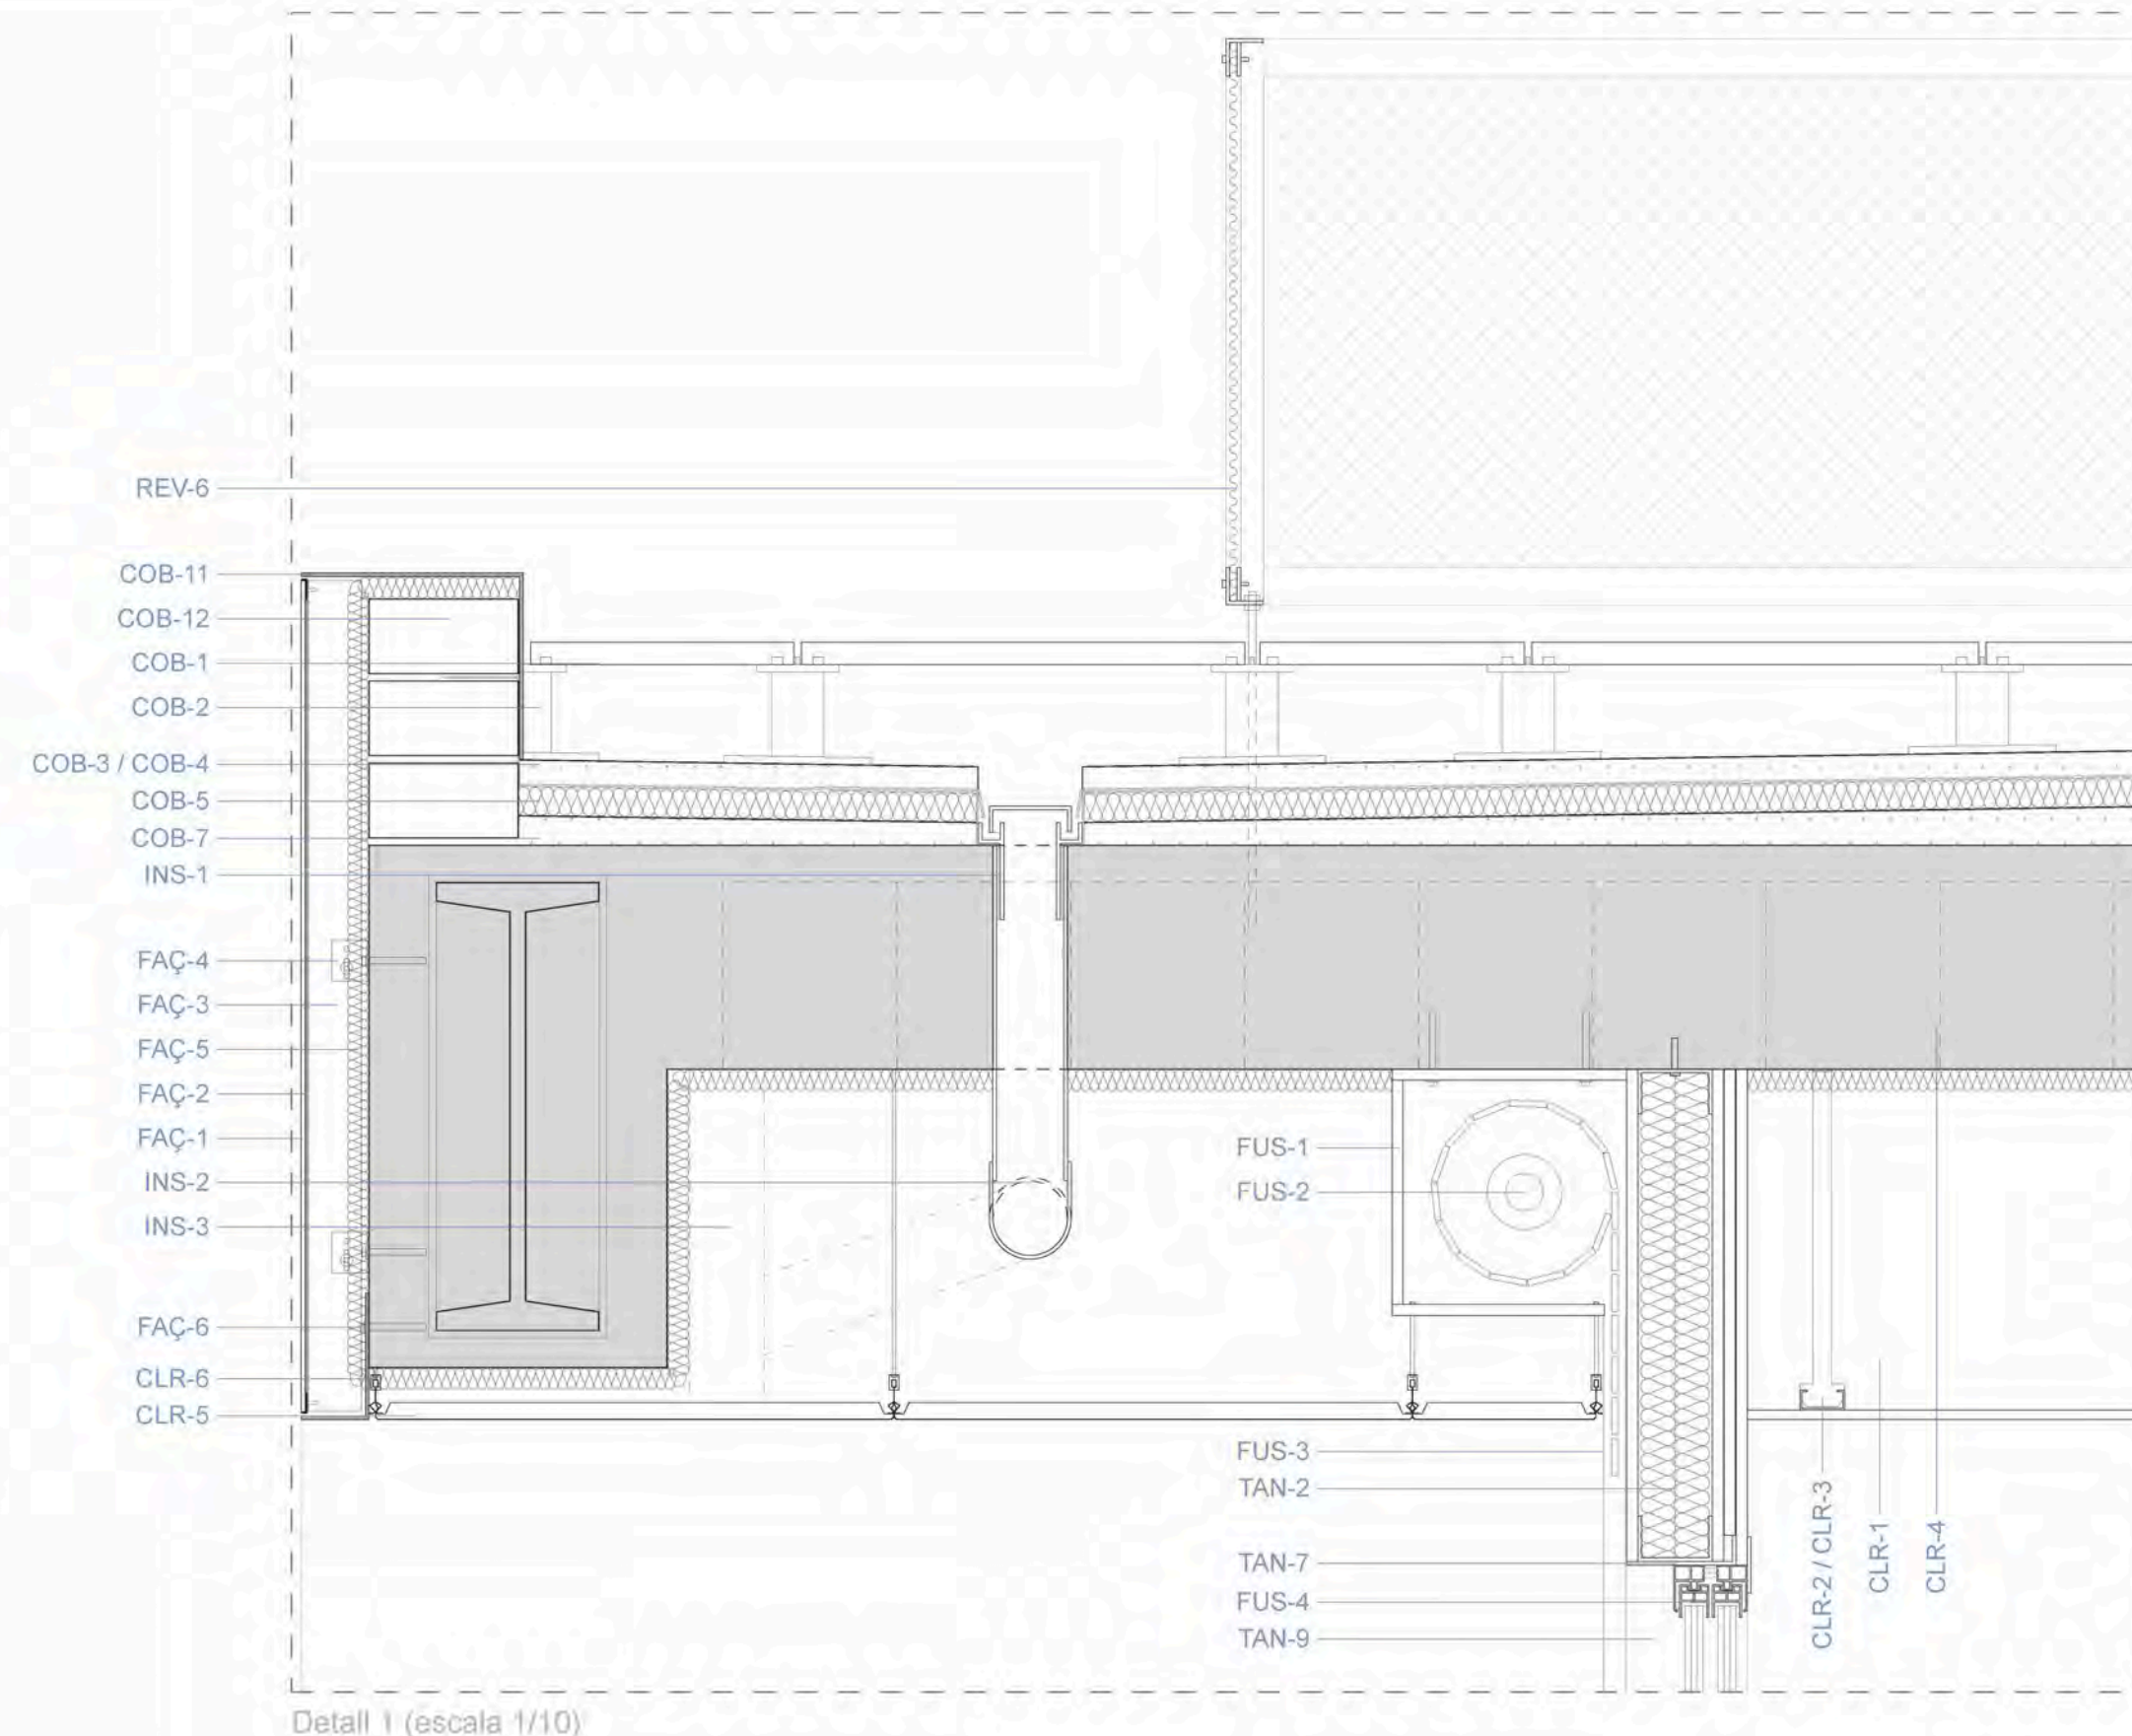 REV-6
COB-11
COB-12
COB-1
COB-2
COB-3 / COB-4
COB-5
COB-7
INS-1
FAÇ-4
FAÇ-3
FAÇ-5
FAÇ-2
FAÇ-1
INS-2
INS-3
FAÇ-6
CLR-6
CLR-5
FUS-1
FUS-2
FUS-3
TAN-2
TAN-7
FUS-4
TAN-9
CLR-2 / CLR-3
CLR-1
CLR-4
Detall 1 (escala 1/10)